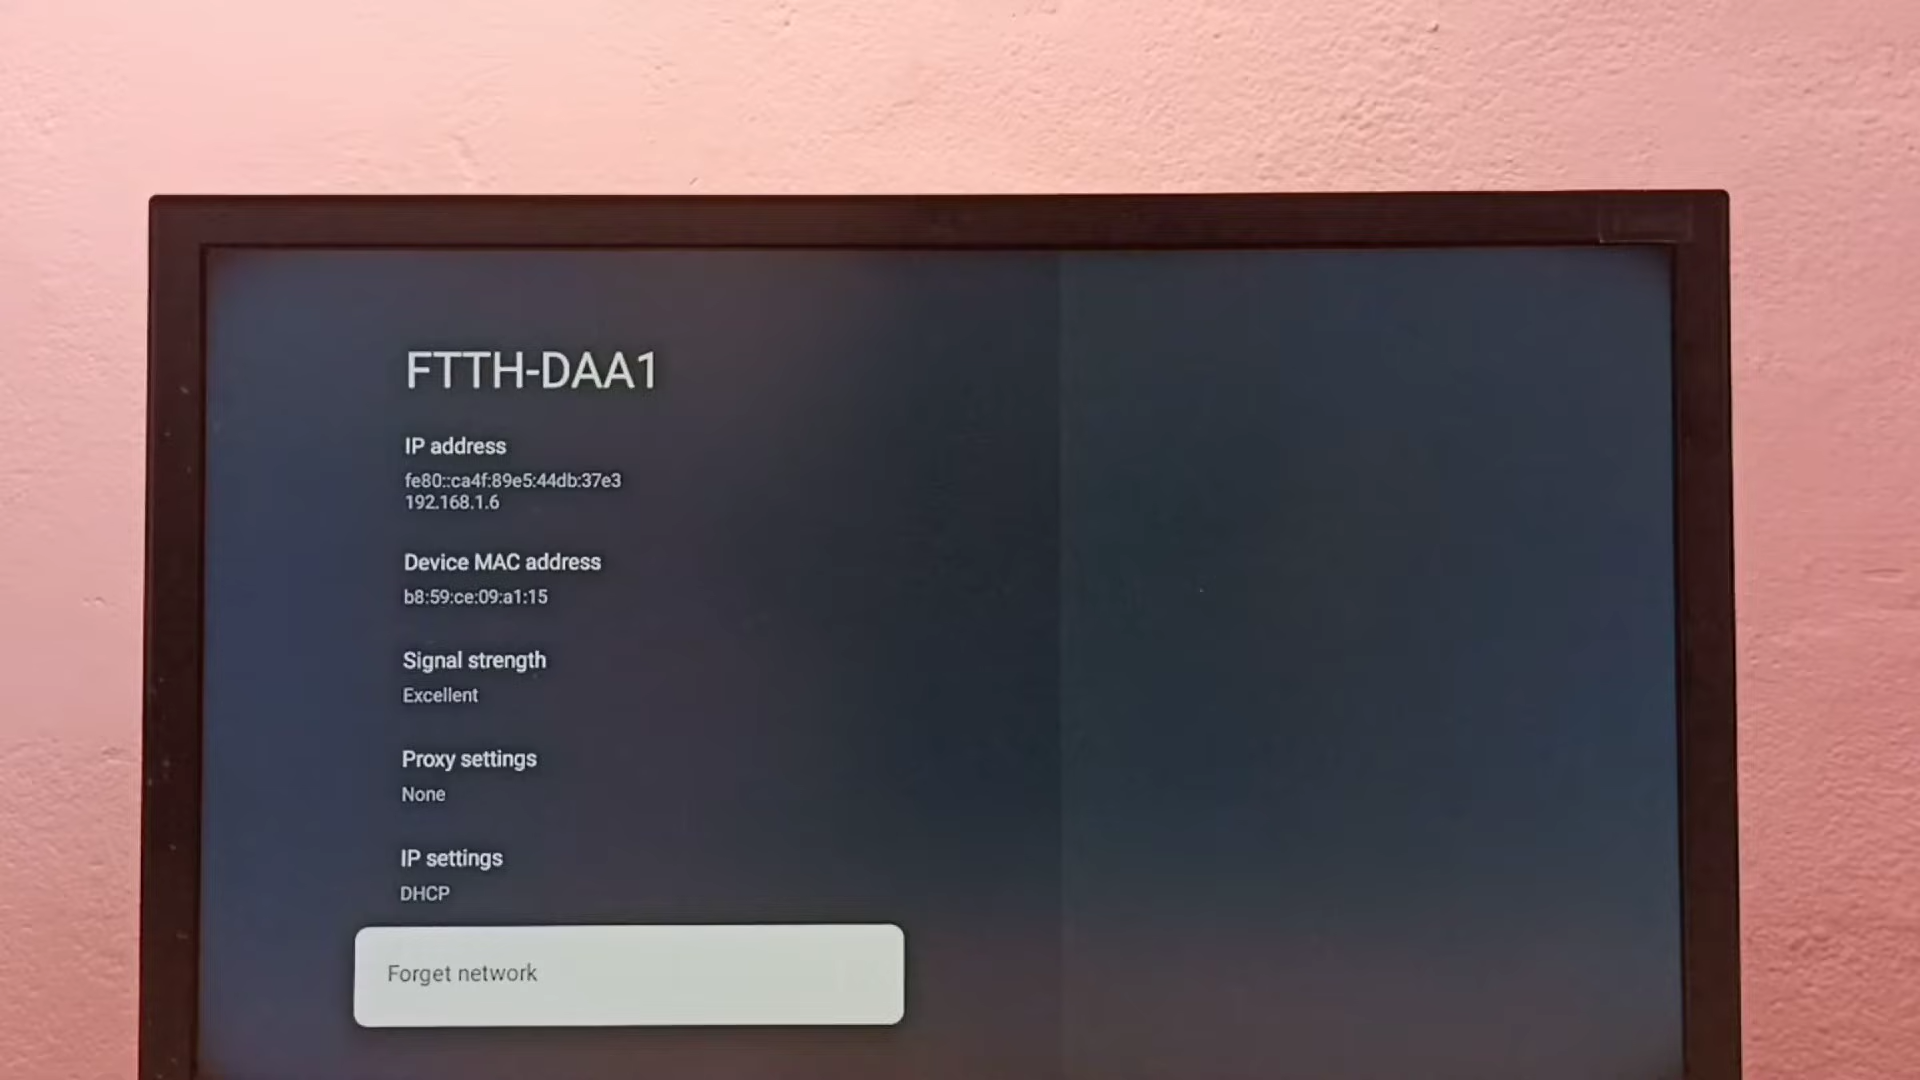 FTTH-DAA1
IP address
fe80::ca4f:89e5:44db:37e3
192.168.1.6
Device MAC address
b8:59:ce:09:a1:15
Signal strength
Excellent
Proxy settings
None
IP settings
DHCP
Forget network